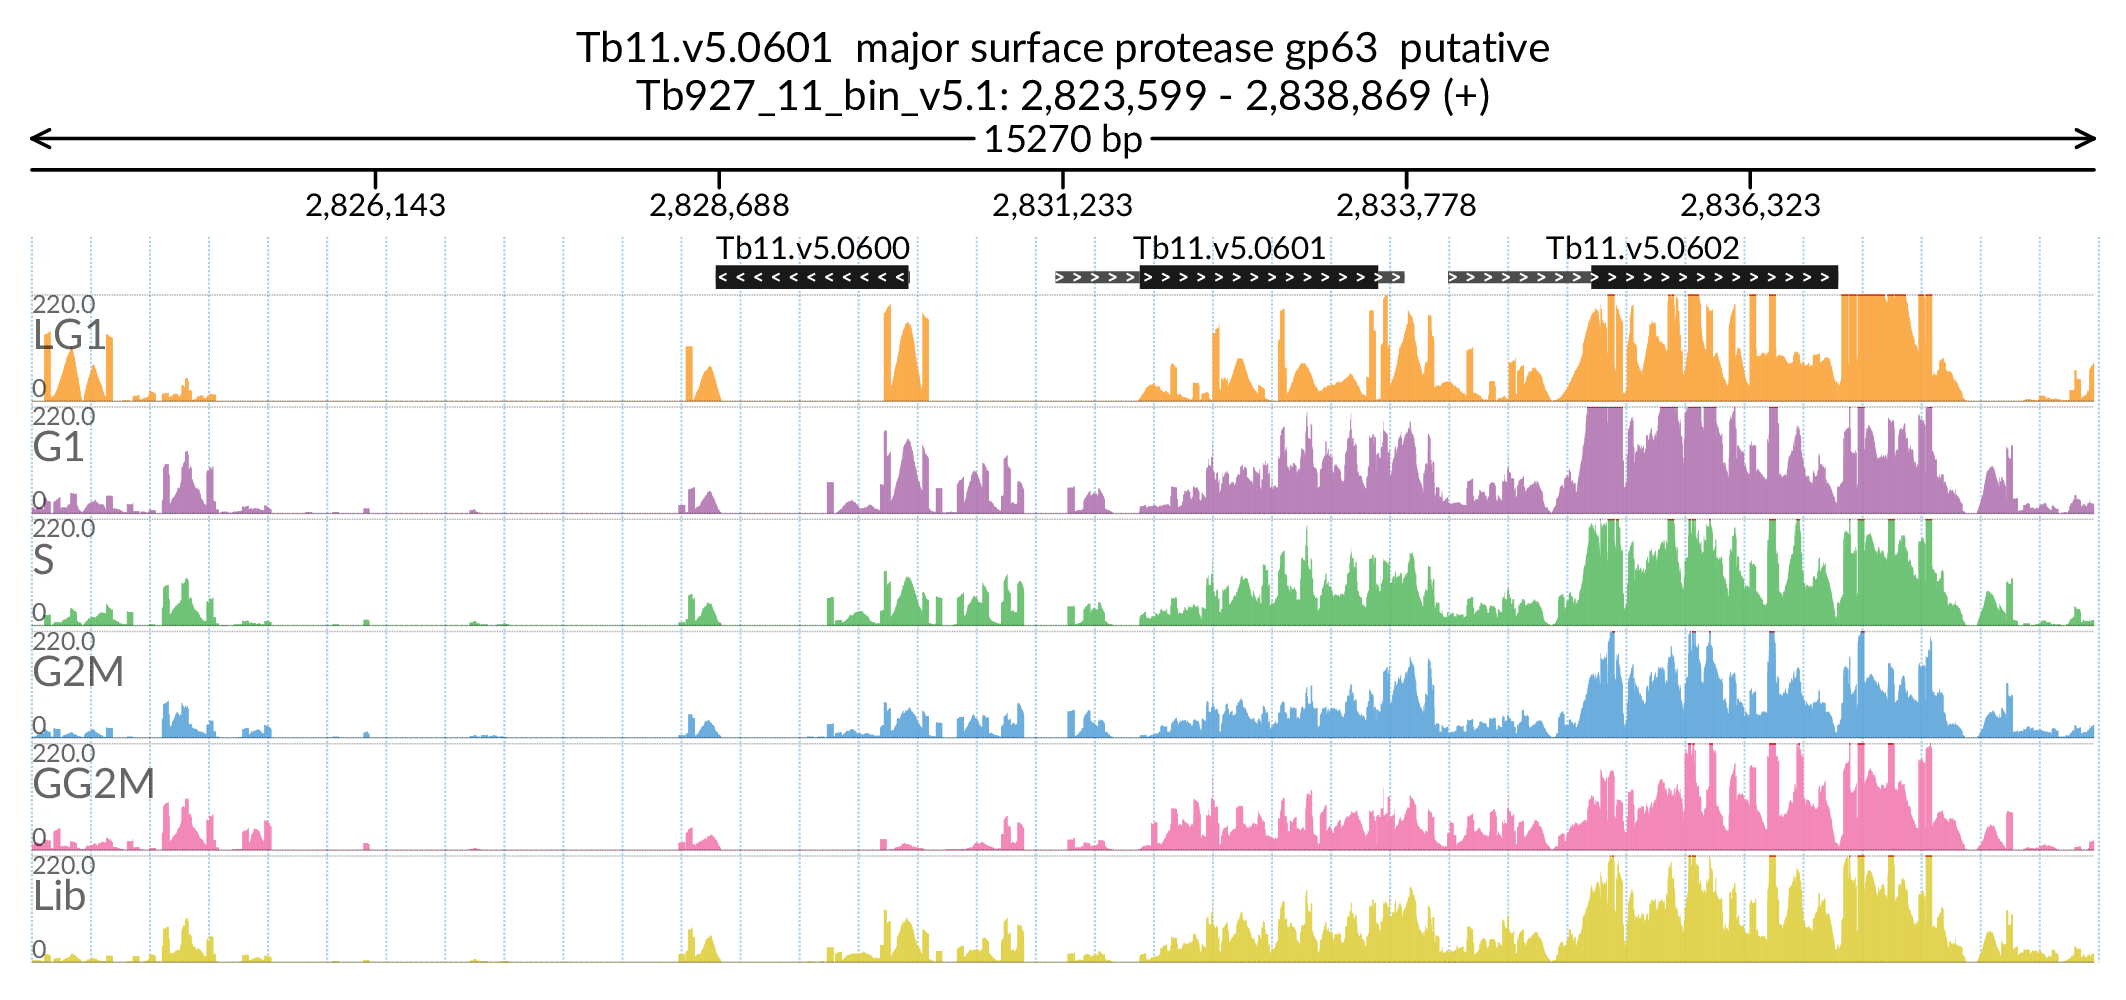 Tb11.v5.0601  major surface protease gp63  putative
Tb927_11_bin_v5.1: 2,823,599 - 2,838,869 (+)
15270 bp
2,826,143 2,828,688 2,831,233 2,833,778 2,836,323
Tb11.v5.0600 Tb11.v5.0601 Tb11.v5.0602
220.0
LG1
0
220.0
G1
0
220.0
S
0
220.0
G2M
0
220.0
GG2M
0
220.0
Lib
0